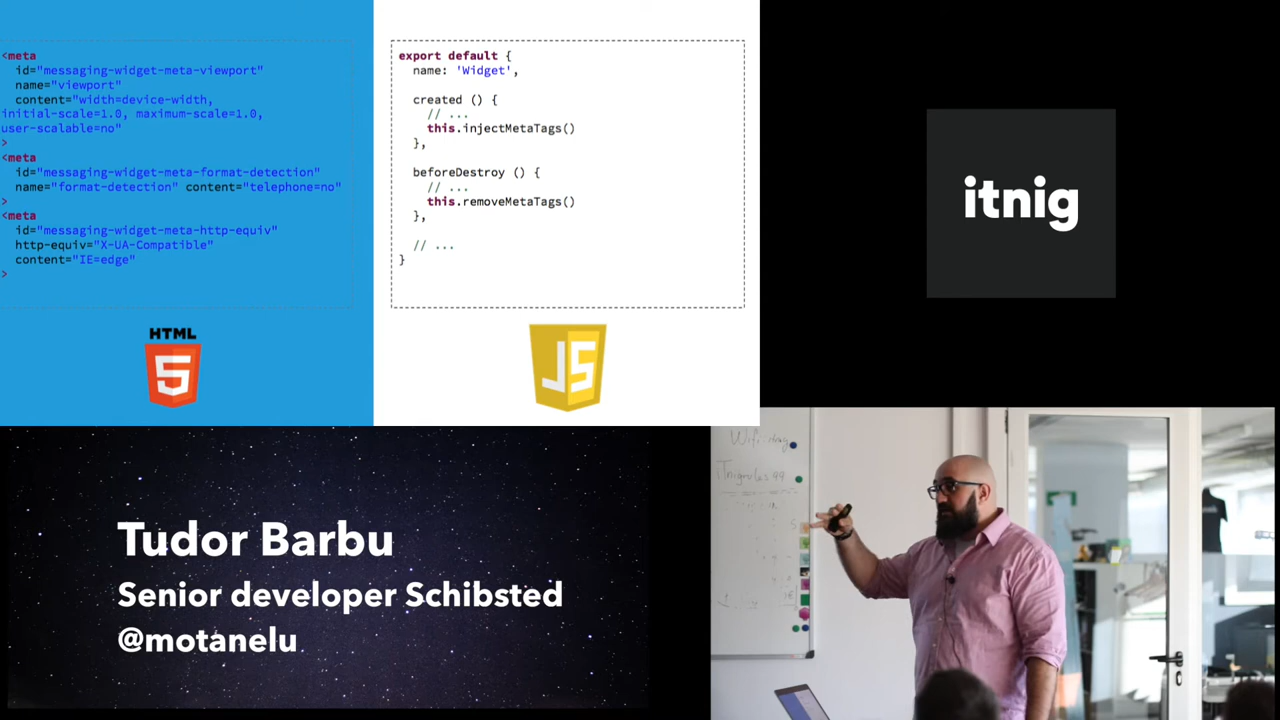 <meta
id="messaging-widget-meta-viewport"
name="viewport"
content="width=device-width,
initial-scale=1.0, maximum-scale=1.0,
user-scalable=no"
>
<meta
id="messaging-widget-meta-format-detection"
name="format-detection" content="telephone=no"
>
<meta
id="messaging-widget-meta-http-equiv"
http-equiv="X-UA-Compatible"
content="IE=edge"
>
HTML
5
export default {
name: 'Widget',
created () {
// ...
this.injectMetaTags()
},
beforeDestroy () {
// ...
this.removeMetaTags()
},
// ...
}
JS
itnig
Tudor Barbu
Senior developer Schibsted
@motanelu
Wifi: itnig